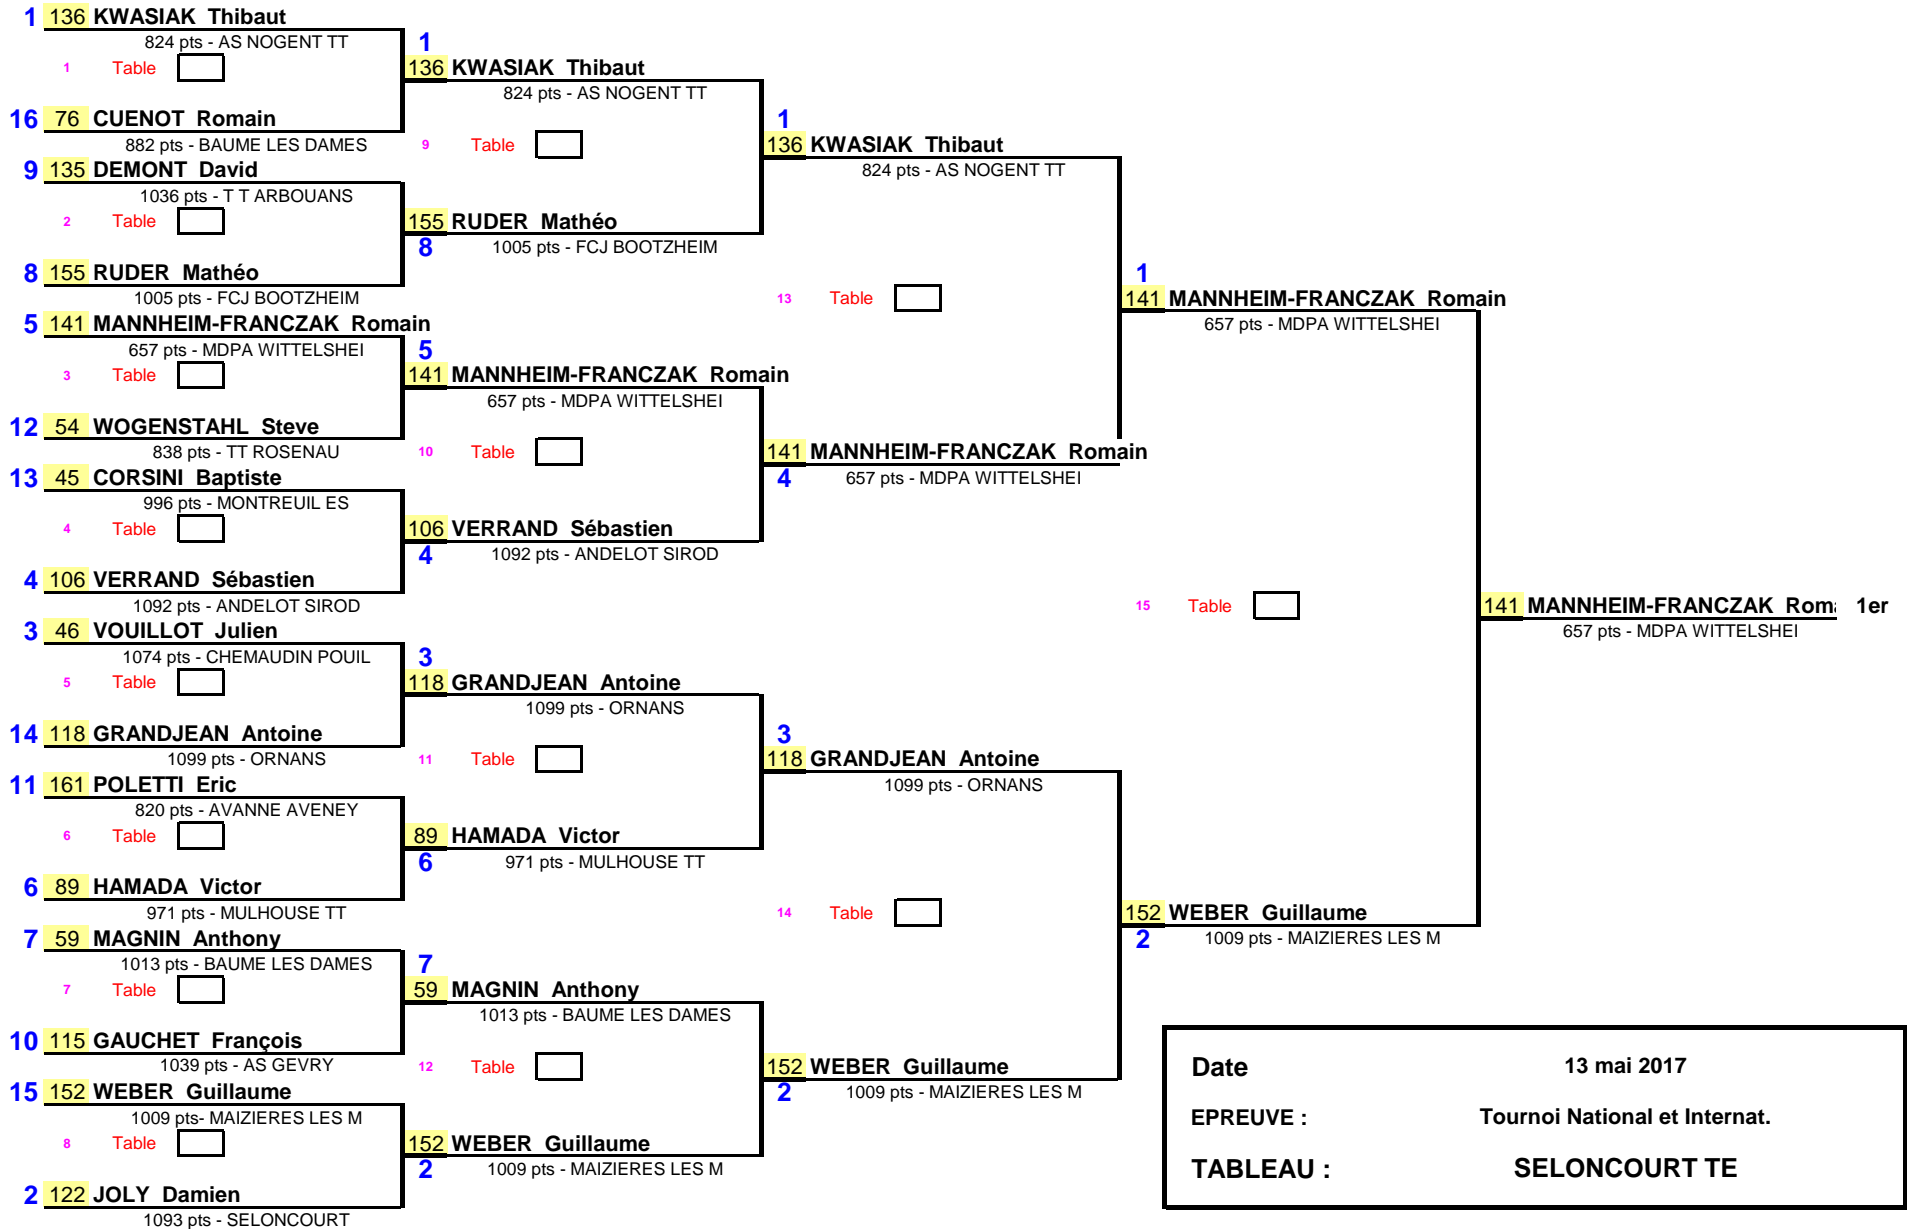 1 136 KWASIAK Thibaut
824 pts - AS NOGENT TT
1 Table
16 76 CUENOT Romain
882 pts - BAUME LES DAMES
9 135 DEMONT David
1036 pts - T T ARBOUANS
2 Table
8 155 RUDER Mathéo
1005 pts - FCJ BOOTZHEIM
5 141 MANNHEIM-FRANCZAK Romain
657 pts - MDPA WITTELSHEI
3 Table
12 54 WOGENSTAHL Steve
838 pts - TT ROSENAU
13 45 CORSINI Baptiste
996 pts - MONTREUIL ES
4 Table
4 106 VERRAND Sébastien
1092 pts - ANDELOT SIROD
3 46 VOUILLOT Julien
1074 pts - CHEMAUDIN POUIL
5 Table
14 118 GRANDJEAN Antoine
1099 pts - ORNANS
11 161 POLETTI Eric
820 pts - AVANNE AVENEY
6 Table
6 89 HAMADA Victor
971 pts - MULHOUSE TT
7 59 MAGNIN Anthony
1013 pts - BAUME LES DAMES
7 Table
10 115 GAUCHET François
1039 pts - AS GEVRY
15 152 WEBER Guillaume
1009 pts- MAIZIERES LES M
8 Table
2 122 JOLY Damien
1093 pts - SELONCOURT
1
136 KWASIAK Thibaut
824 pts - AS NOGENT TT
9 Table
155 RUDER Mathéo
8 1005 pts - FCJ BOOTZHEIM
5
141 MANNHEIM-FRANCZAK Romain
657 pts - MDPA WITTELSHEI
10 Table
106 VERRAND Sébastien
4 1092 pts - ANDELOT SIROD
3
118 GRANDJEAN Antoine
1099 pts - ORNANS
11 Table
89 HAMADA Victor
6 971 pts - MULHOUSE TT
7
59 MAGNIN Anthony
1013 pts - BAUME LES DAMES
12 Table
152 WEBER Guillaume
2 1009 pts - MAIZIERES LES M
1
136 KWASIAK Thibaut
824 pts - AS NOGENT TT
13 Table
141 MANNHEIM-FRANCZAK Romain
4 657 pts - MDPA WITTELSHEI
3
118 GRANDJEAN Antoine
1099 pts - ORNANS
14 Table
152 WEBER Guillaume
2 1009 pts - MAIZIERES LES M
1
141 MANNHEIM-FRANCZAK Romain
657 pts - MDPA WITTELSHEI
15 Table
152 WEBER Guillaume
2 1009 pts - MAIZIERES LES M
141 MANNHEIM-FRANCZAK Roma 1er
657 pts - MDPA WITTELSHEI
Date 13 mai 2017
EPREUVE : Tournoi National et Internat.
TABLEAU : SELONCOURT TE